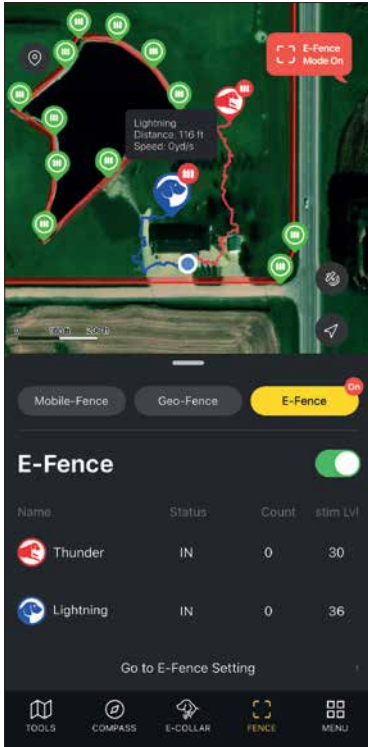 E-Fence
Mode On
Lightning
Distance: 116 ft
Speed: 0yd/s
0
Mobile-Fence
Geo-Fence
E-Fence
On
E-Fence
Name
Status
Count
stim Lvl
Thunder
IN
0
30
Lightning
IN
0
36
Go to E-Fence Setting
TOOLS
COMPASS
E-COLLAR
FENCE
MENU